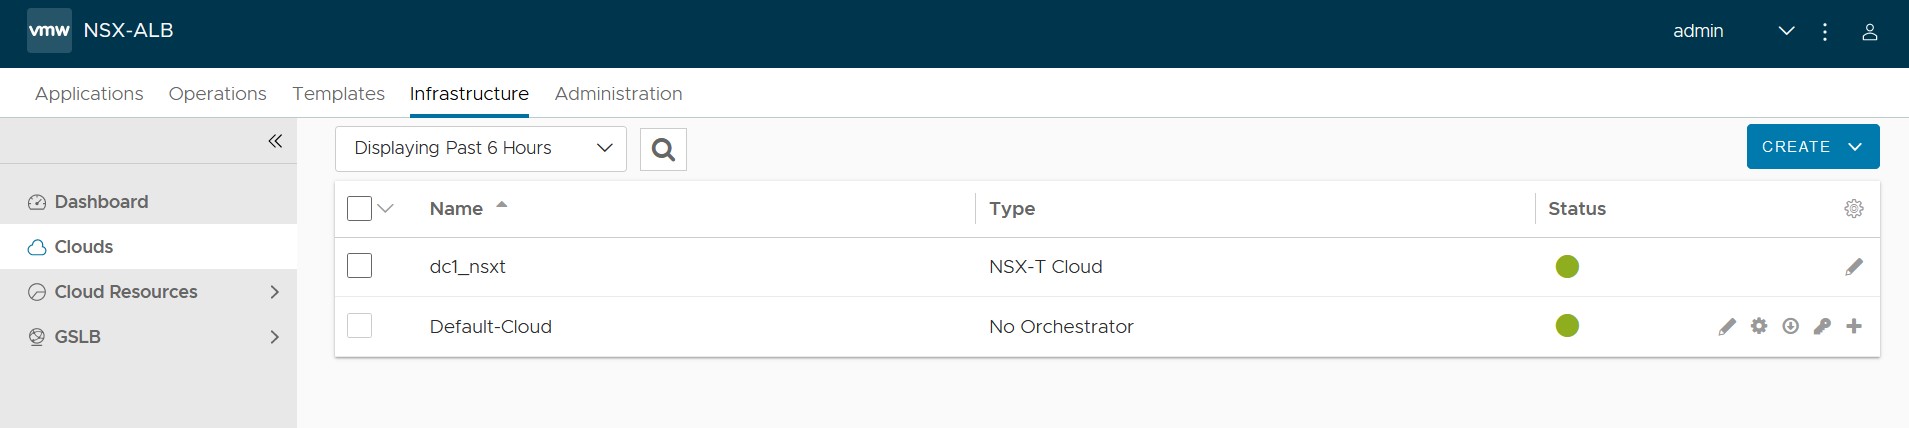 vmw NSX-ALB admin
Applications Operations Templates Infrastructure Administration
Displaying Past 6 Hours CREATE
Dashboard
Clouds
Cloud Resources
GSLB
Name Type Status
dc1_nsxt NSX-T Cloud
Default-Cloud No Orchestrator